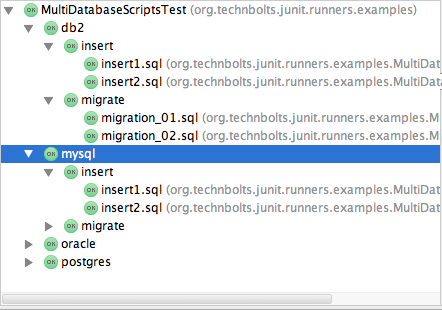 OK MultiDatabaseScriptsTest (org.technbolts.junit.runners.examples)
OK db2
OK insert
OK insert1.sql (org.technbolts.junit.runners.examples.MultiDat
OK insert2.sql (org.technbolts.junit.runners.examples.MultiDat
OK migrate
OK migration_01.sql (org.technbolts.junit.runners.examples.M
OK migration_02.sql (org.technbolts.junit.runners.examples.M
OK mysql
OK insert
OK insert1.sql (org.technbolts.junit.runners.examples.MultiDat
OK insert2.sql (org.technbolts.junit.runners.examples.MultiDat
OK migrate
OK oracle
OK postgres